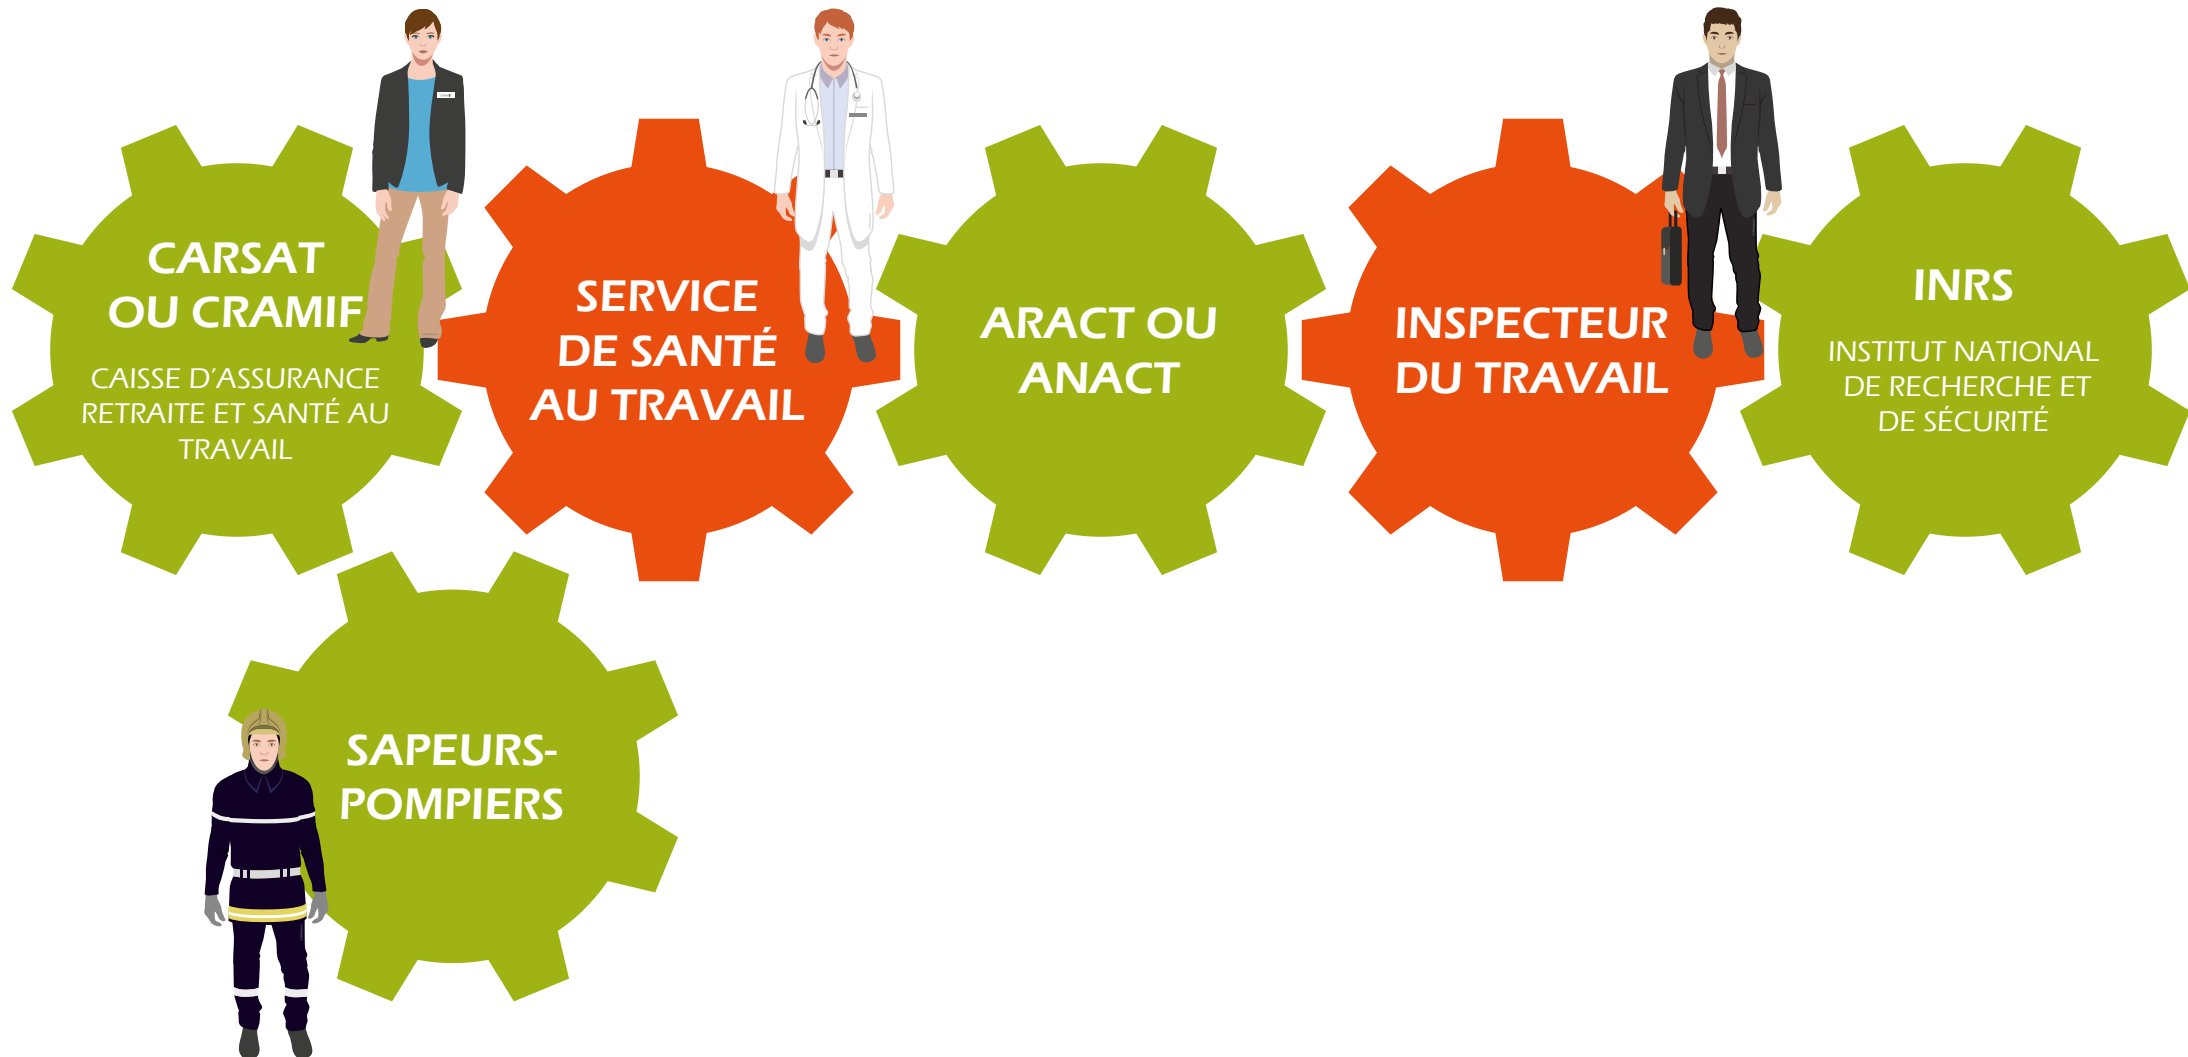 CARSAT
OU CRAMIF
CAISSE D’ASSURANCE
RETRAITE ET SANTÉ AU
TRAVAIL
SERVICE
DE SANTÉ
AU TRAVAIL
ARACT OU
ANACT
INSPECTEUR
DU TRAVAIL
INRS
INSTITUT NATIONAL
DE RECHERCHE ET
DE SÉCURITÉ
SAPEURS-
POMPIERS